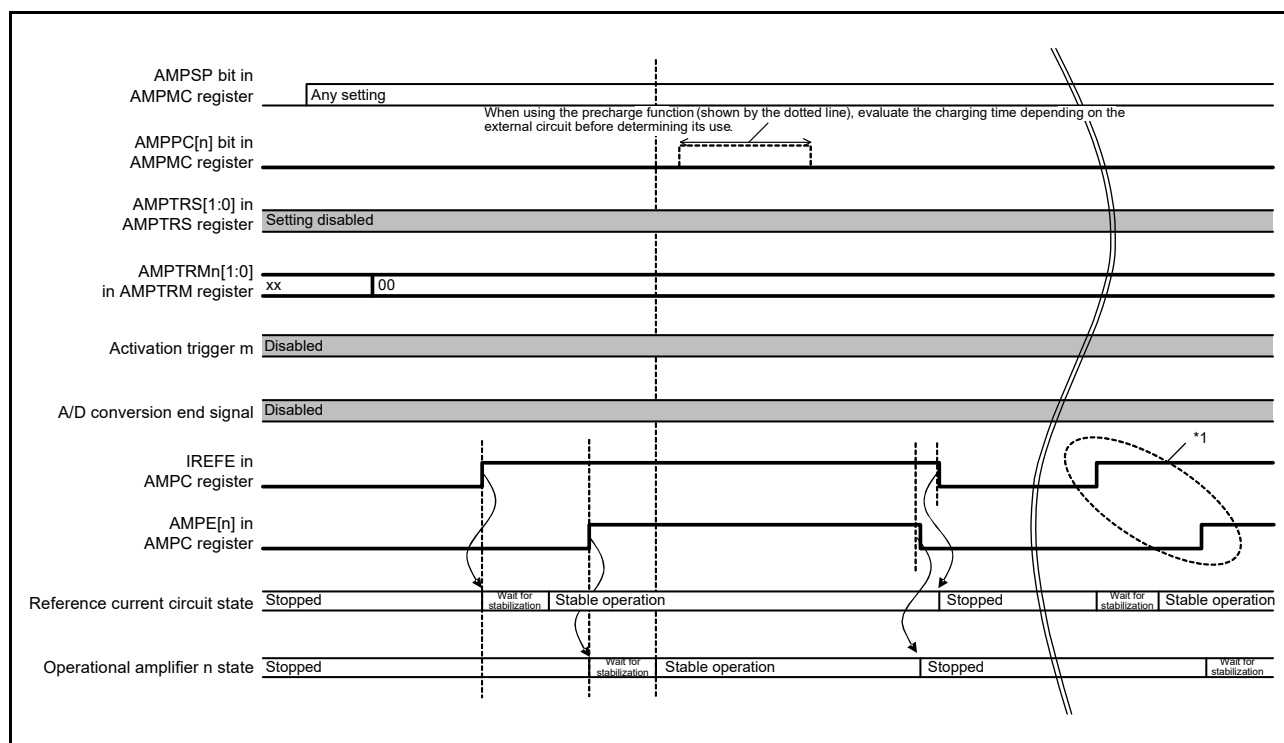 AMPSP bit in
AMPMC register
Any setting
When using the precharge function (shown by the dotted line), evaluate the charging time depending on the
external circuit before determining its use.
AMPPC[n] bit in
AMPMC register
AMPTRS[1:0] in
AMPTRS register
Setting disabled
AMPTRMn[1:0]
in AMPTRM register
xx
00
Activation trigger m
Disabled
A/D conversion end signal
Disabled
*1
IREFE in
AMPC register
AMPE[n] in
AMPC register
Reference current circuit state
Stopped
Wait for
stabilization
Stable operation
Stopped
Wait for
stabilization
Stable operation
Operational amplifier n state
Stopped
Wait for
stabilization
Stable operation
Stopped
Wait for
stabilization